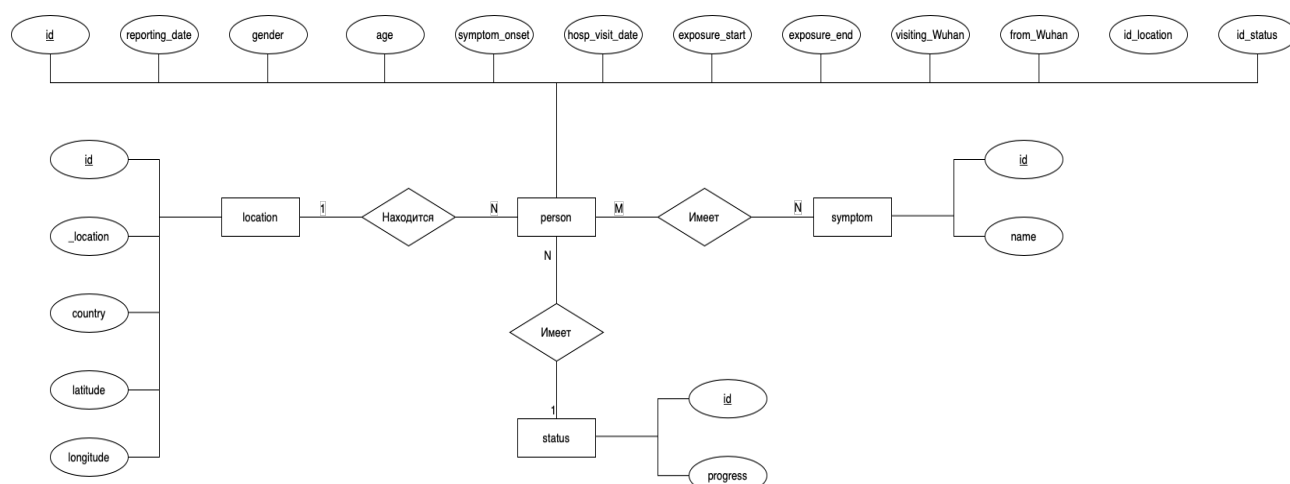 id
reporting_date
gender
age
symptom_onset
hosp_visit_date
exposure_start
exposure_end
visiting_Wuhan
from_Wuhan
id_location
id_status
id
_location
country
latitude
longitude
location
1
Находится
N
person
M
Имеет
N
symptom
id
name
N
Имеет
1
status
id
progress